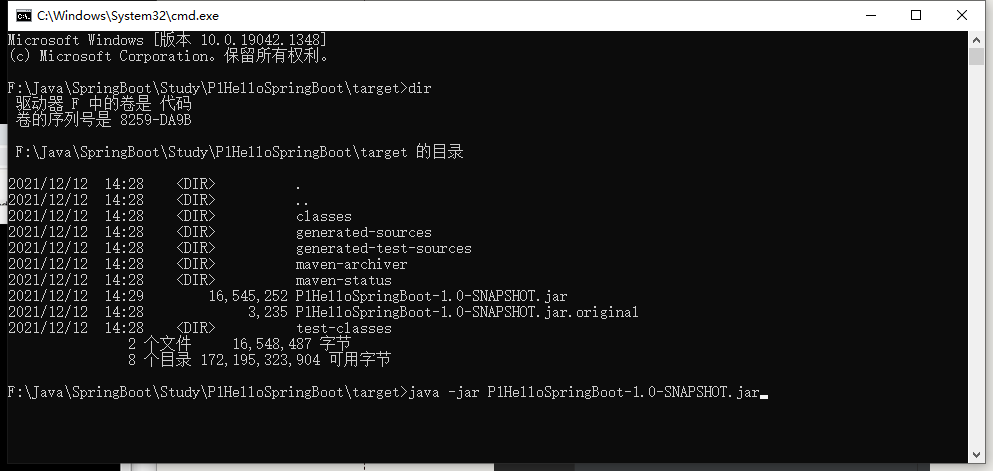 C:\Windows\System32\cmd.exe
Microsoft Windows [版本 10.0.19042.1348]
(c) Microsoft Corporation。保留所有权利。
F:\Java\SpringBoot\Study\P1HelloSpringBoot\target>dir
驱动器 F 中的卷是 代码
卷的序列号是 8259-DA9B
F:\Java\SpringBoot\Study\P1HelloSpringBoot\target 的目录
2021/12/12  14:28    <DIR>          .
2021/12/12  14:28    <DIR>          ..
2021/12/12  14:28    <DIR>          classes
2021/12/12  14:28    <DIR>          generated-sources
2021/12/12  14:28    <DIR>          generated-test-sources
2021/12/12  14:28    <DIR>          maven-archiver
2021/12/12  14:28    <DIR>          maven-status
2021/12/12  14:29        16,545,252 P1HelloSpringBoot-1.0-SNAPSHOT.jar
2021/12/12  14:28             3,235 P1HelloSpringBoot-1.0-SNAPSHOT.jar.original
2021/12/12  14:28    <DIR>          test-classes
2 个文件     16,548,487 字节
8 个目录 172,195,323,904 可用字节
F:\Java\SpringBoot\Study\P1HelloSpringBoot\target>java -jar P1HelloSpringBoot-1.0-SNAPSHOT.jar